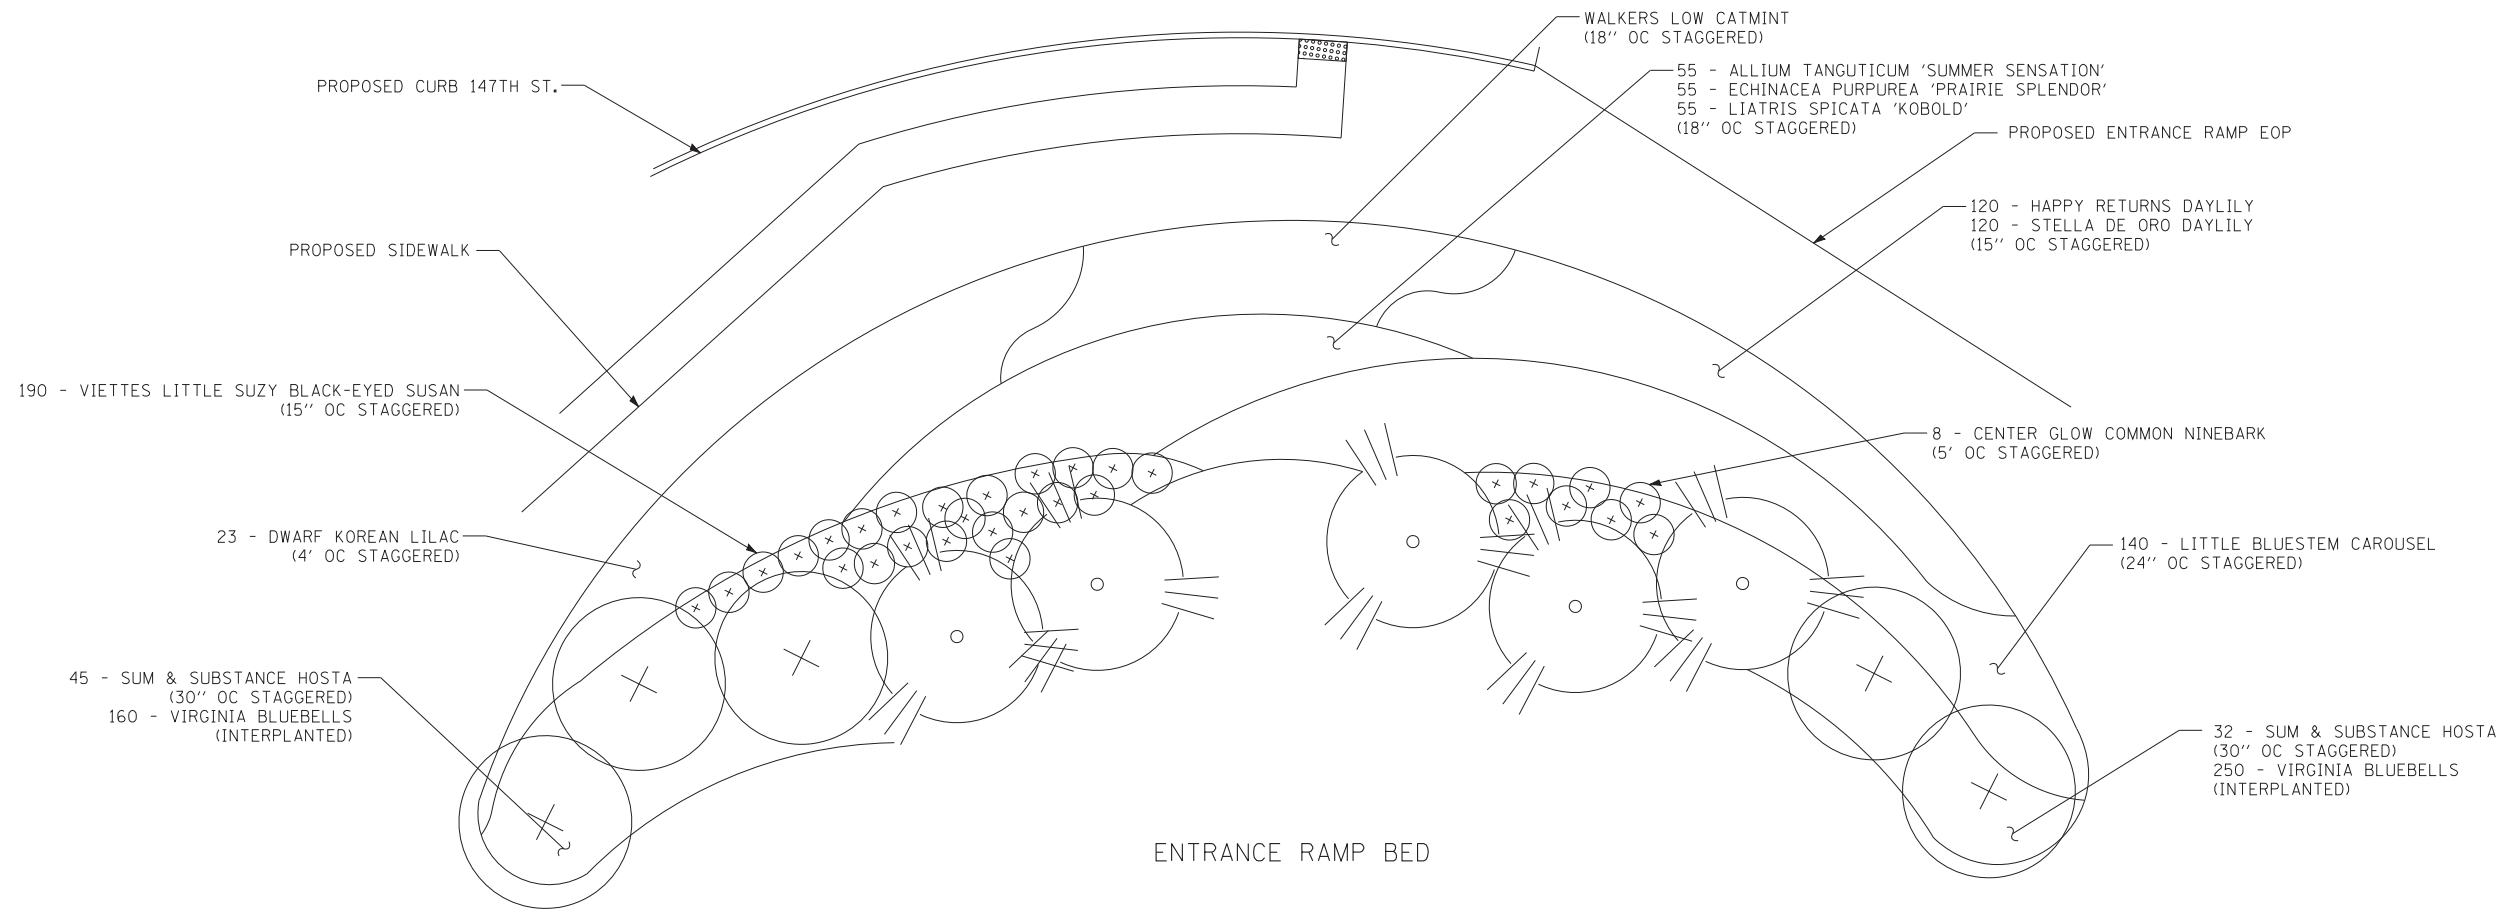 WALKERS LOW CATMINT
(18'' OC STAGGERED)
55 - ALLIUM TANGUTICUM 'SUMMER SENSATION'
55 - ECHINACEA PURPUREA 'PRAIRIE SPLENDOR'
55 - LIATRIS SPICATA 'KOBOLD'
(18'' OC STAGGERED)
PROPOSED CURB 147TH ST.
PROPOSED ENTRANCE RAMP EOP
120 - HAPPY RETURNS DAYLILY
120 - STELLA DE ORO DAYLILY
(15'' OC STAGGERED)
PROPOSED SIDEWALK
190 - VIETTES LITTLE SUZY BLACK-EYED SUSAN
(15'' OC STAGGERED)
8 - CENTER GLOW COMMON NINEBARK
(5' OC STAGGERED)
23 - DWARF KOREAN LILAC
(4' OC STAGGERED)
140 - LITTLE BLUESTEM CAROUSEL
(24'' OC STAGGERED)
45 - SUM & SUBSTANCE HOSTA
(30'' OC STAGGERED)
160 - VIRGINIA BLUEBELLS
(INTERPLANTED)
32 - SUM & SUBSTANCE HOSTA
(30'' OC STAGGERED)
250 - VIRGINIA BLUEBELLS
(INTERPLANTED)
ENTRANCE RAMP BED